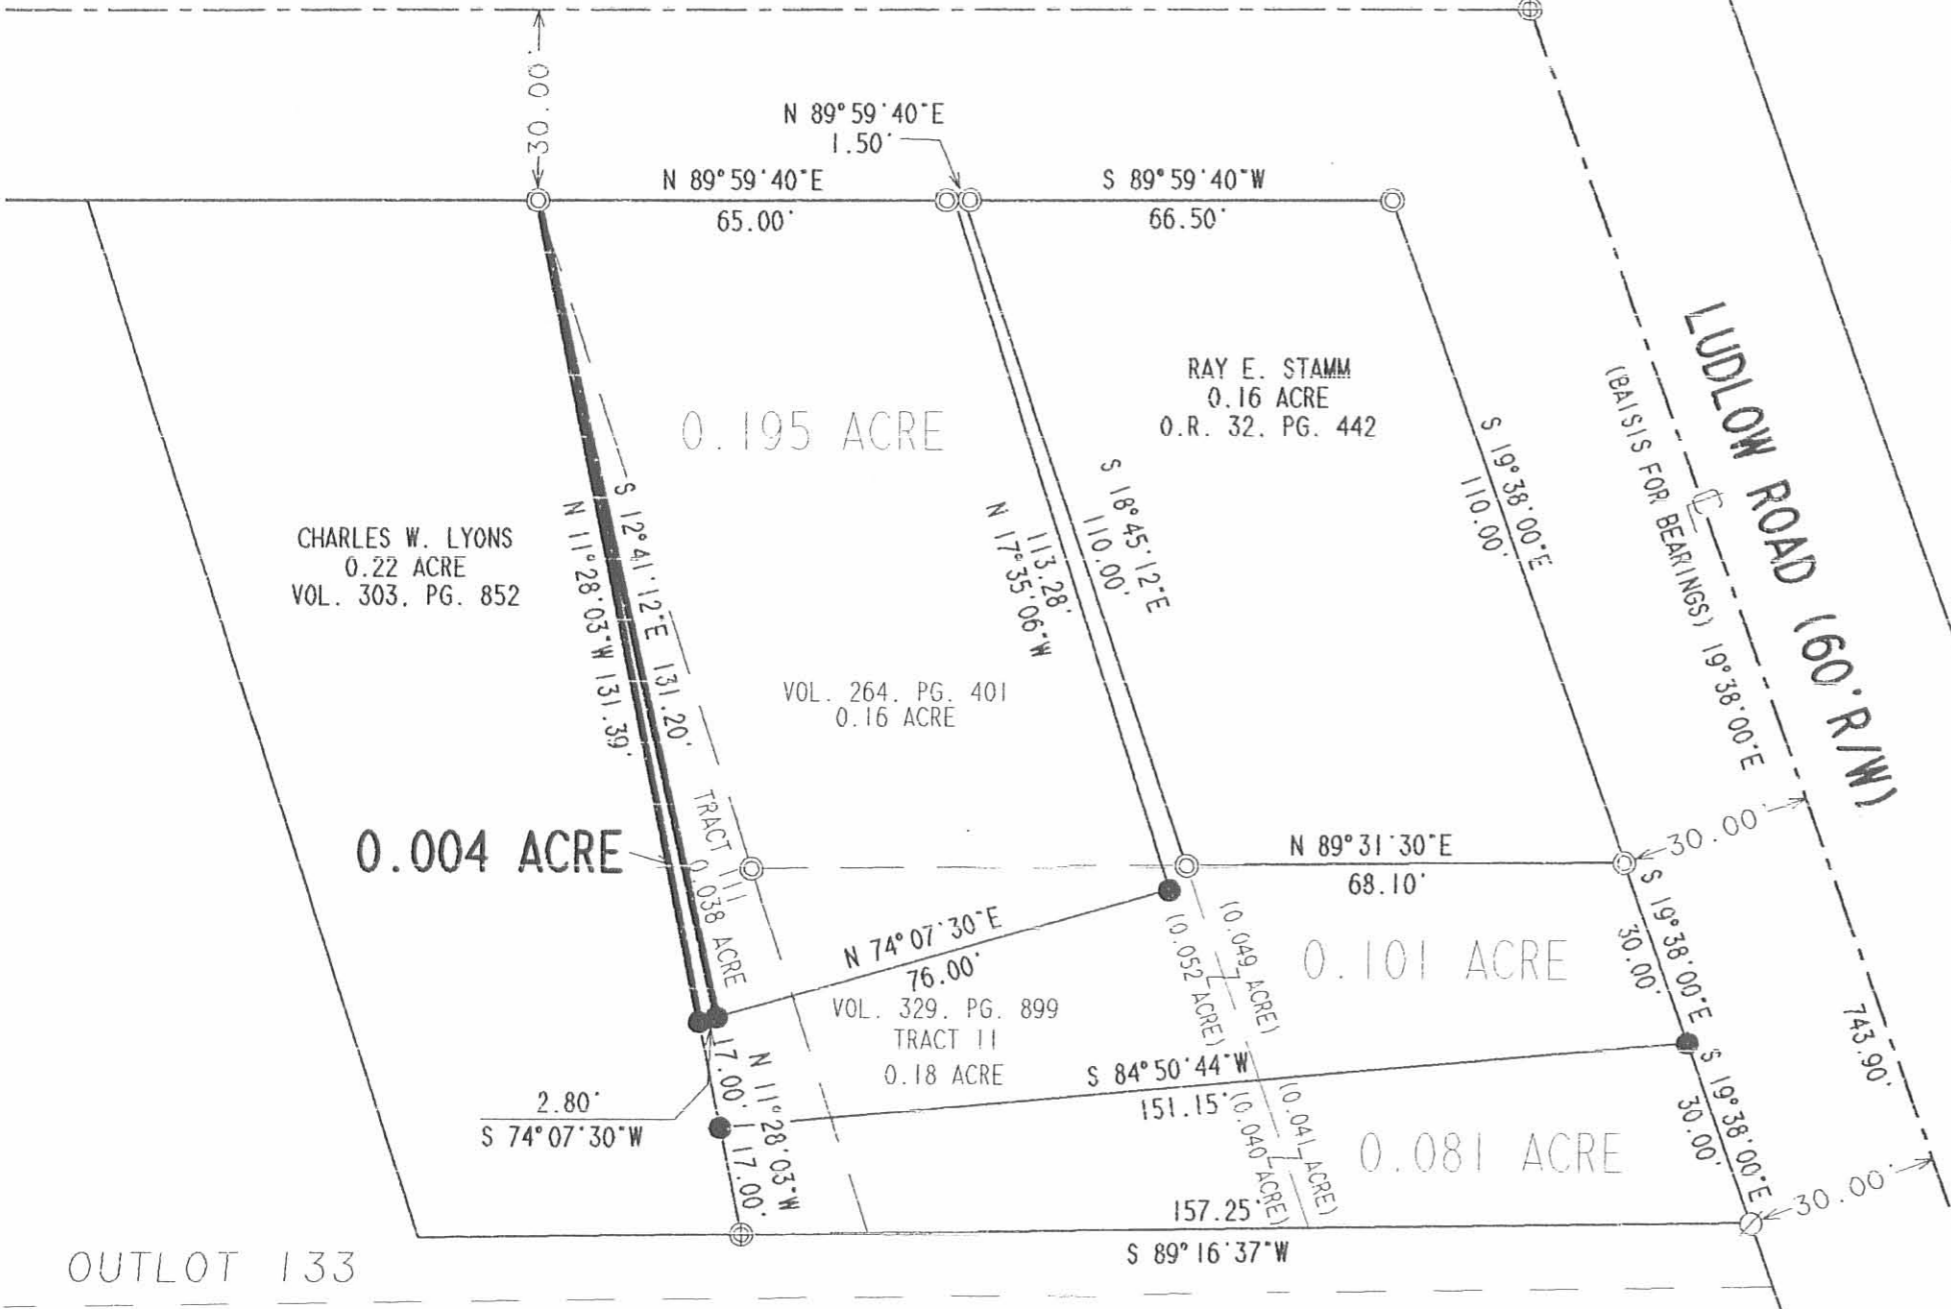 30.00'
N 89°59'40"E
1.50'
N 89°59'40"E
65.00'
S 89°59'40"W
66.50'
LUDLOW ROAD (60'R/W)
(BAISIS FOR BEARINGS) 19°38'00"E
RAY E. STAMM
0.16 ACRE
O.R. 32. PG. 442
0.195 ACRE
S 19°38'00"E
110.00'
S 18°45'12"E
110.00'
113.28'
N 17°35'06"W
CHARLES W. LYONS
0.22 ACRE
VOL. 303. PG. 852
S 12°41'12"E 131.20'
N 11°28'03"W 131.39'
VOL. 264. PG. 401
0.16 ACRE
TRACT III
0.038 ACRE
0.004 ACRE
N 89°31'30"E
68.10'
30.00'
S 19°38'00"E
30.00'
N 74°07'30"E
76.00'
(0.049 ACRE)
(0.052 ACRE)
0.101 ACRE
VOL. 329. PG. 899
TRACT II
0.18 ACRE
743.90'
S 84°50'44"W
151.15'
2.80'
S 74°07'30"W
17.00'
N 11°28'03"W
17.00'
(0.041 ACRE)
(0.040 ACRE)
0.081 ACRE
S 19°38'00"E
30.00'
30.00'
157.25'
S 89°16'37"W
OUTLOT 133